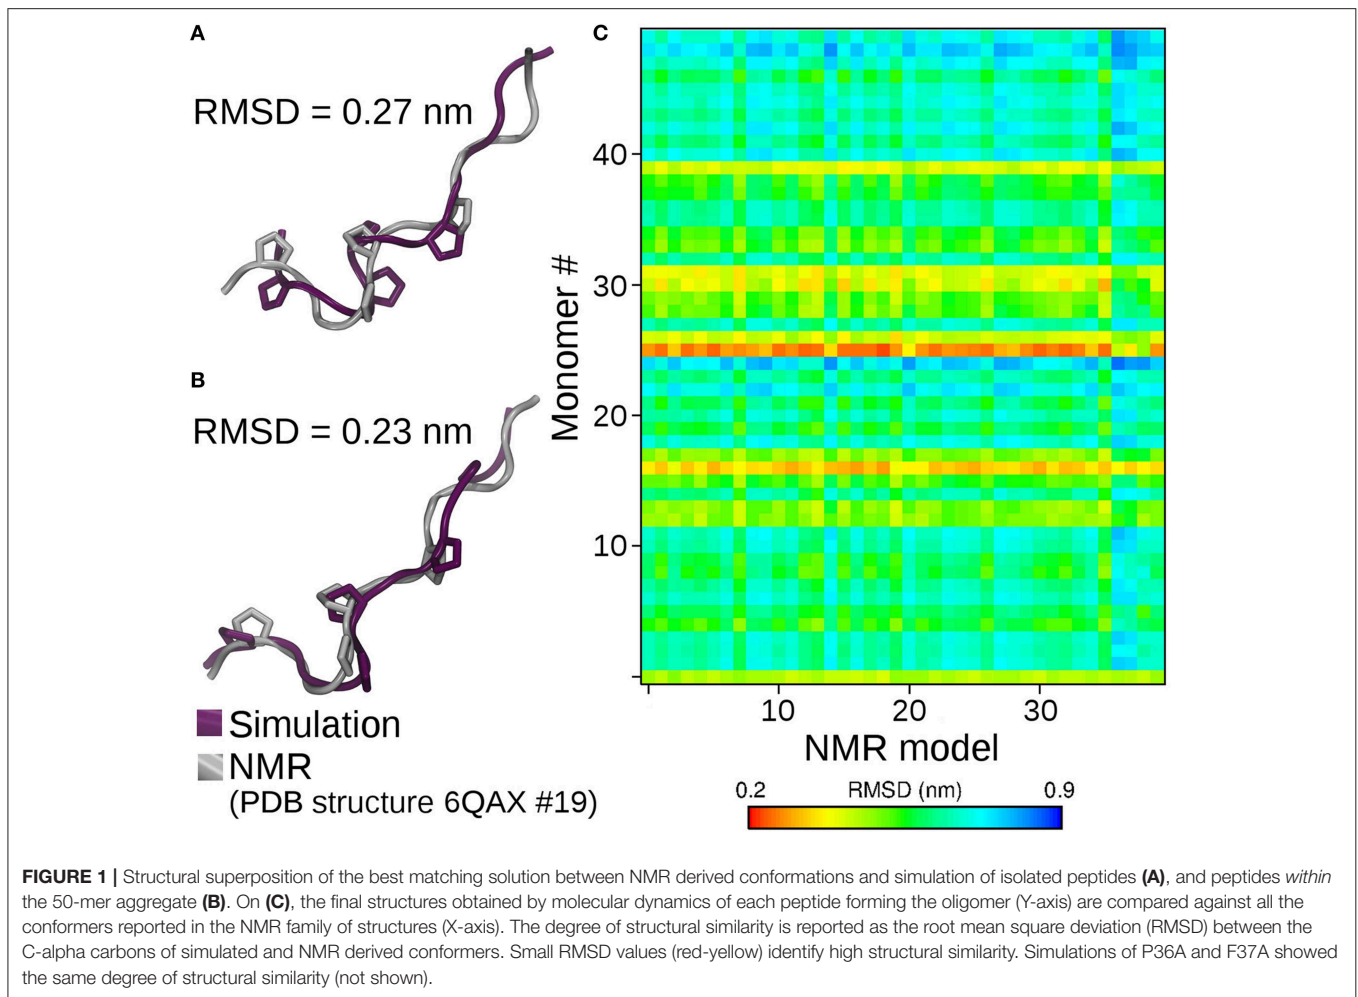 A
RMSD = 0.27 nm
B
RMSD = 0.23 nm
Simulation
NMR
(PDB structure 6QAX #19)
C
Monomer #
40
30
20
10
10 20 30
NMR model
0.2 RMSD (nm) 0.9
FIGURE 1 | Structural superposition of the best matching solution between NMR derived conformations and simulation of isolated peptides (A), and peptides within
the 50-mer aggregate (B). On (C), the final structures obtained by molecular dynamics of each peptide forming the oligomer (Y-axis) are compared against all the
conformers reported in the NMR family of structures (X-axis). The degree of structural similarity is reported as the root mean square deviation (RMSD) between the
C-alpha carbons of simulated and NMR derived conformers. Small RMSD values (red-yellow) identify high structural similarity. Simulations of P36A and F37A showed
the same degree of structural similarity (not shown).